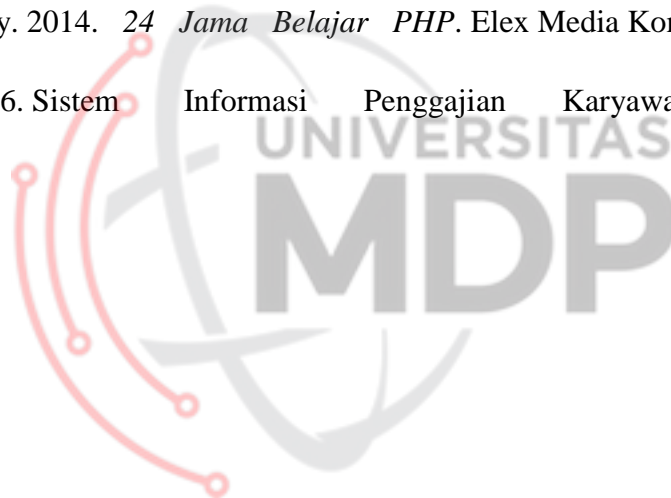 y. 2014. 24 Jama Belajar PHP. Elex Media Kor
6. Sistem Informasi Penggajian Karyawa
UNIVERSITAS
MDP